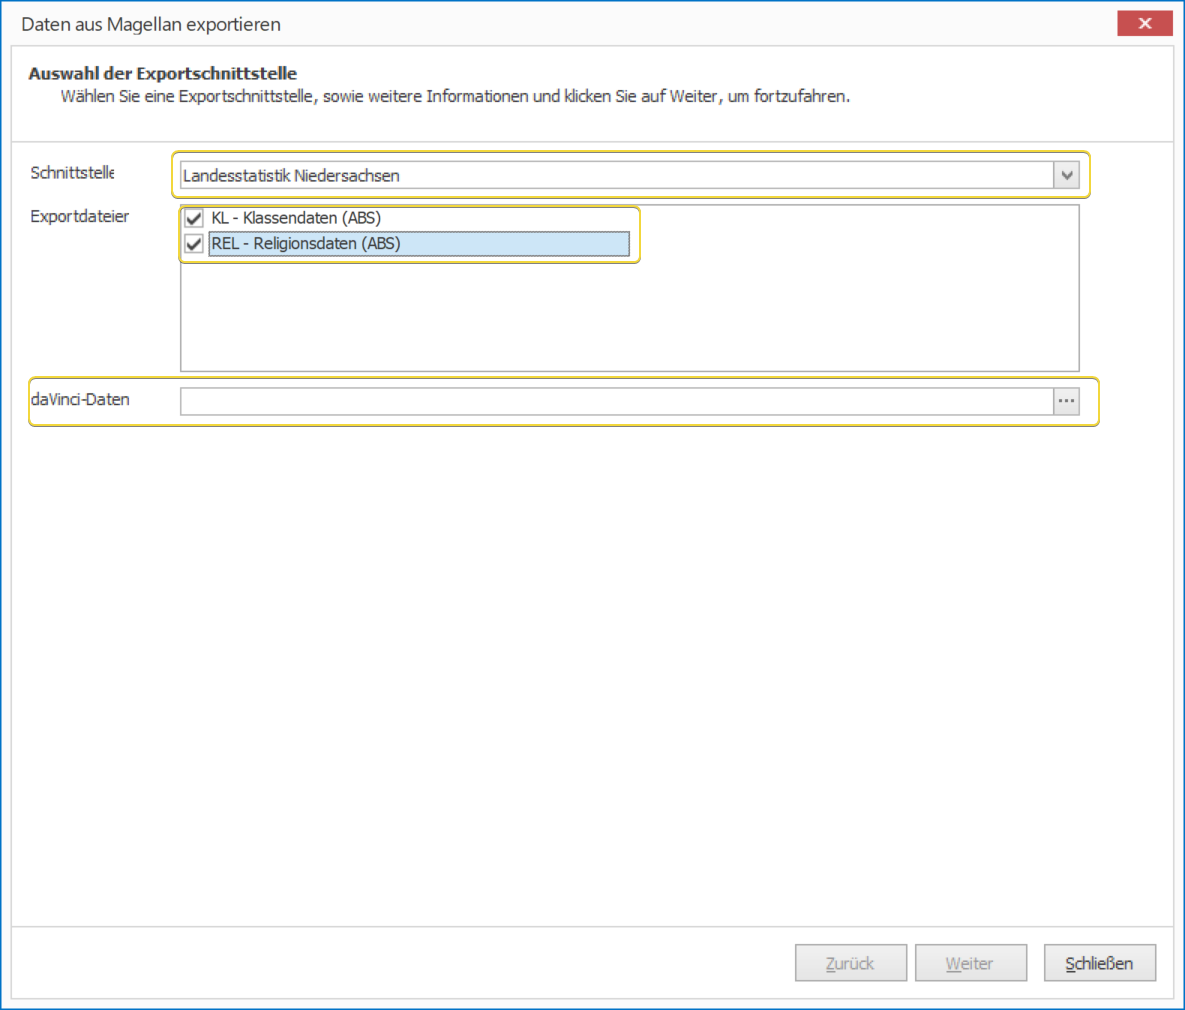 Daten aus Magellan exportieren
Auswahl der Exportschnittstelle
Wählen Sie eine Exportschnittstelle, sowie weitere Informationen und klicken Sie auf Weiter, um fortzufahren.
Schnittstelle
Landesstatistik Niedersachsen
Exportdateier
KL - Klassendaten (ABS)
REL - Religionsdaten (ABS)
daVinci-Daten
Zurück
Weiter
Schließen